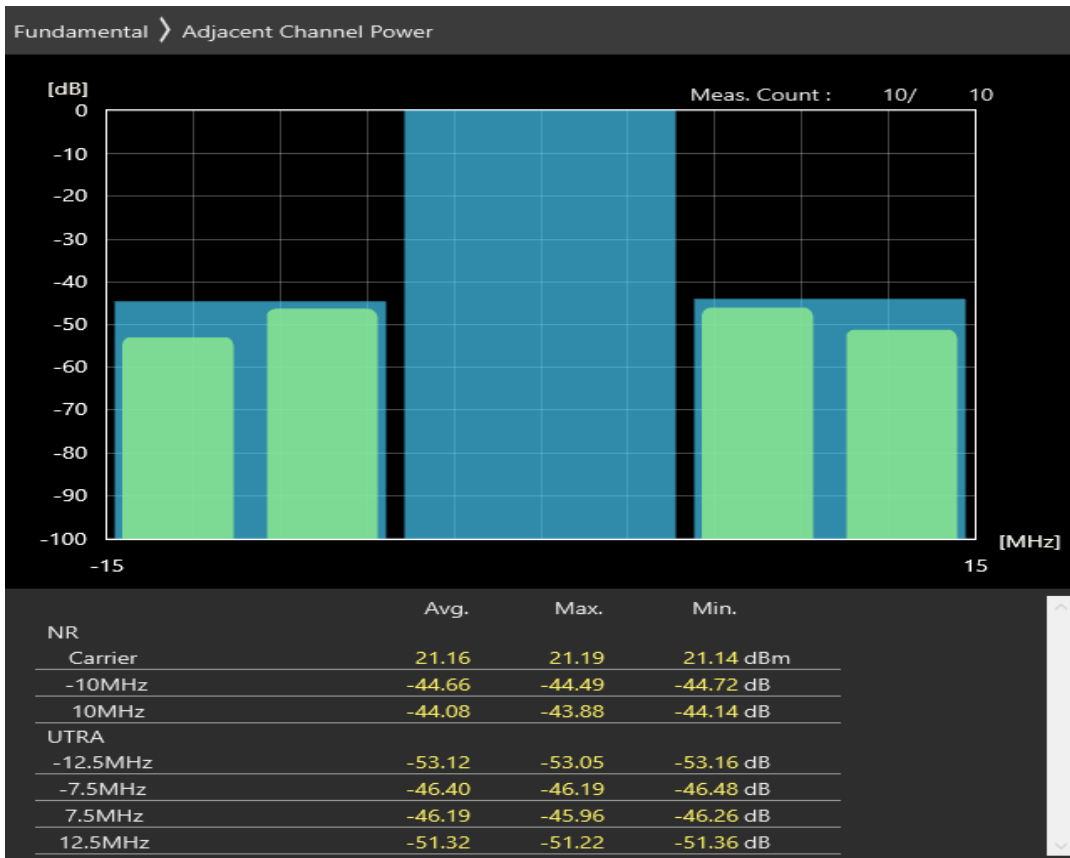 Fundamental 〉 Adjacent Channel Power
[dB]
Meas. Count : 10/ 10
0
-10
-20
-30
-40
-50
-60
-70
-80
-90
-100
[MHz]
-15 15
Avg. Max. Min.
NR
Carrier 21.16 21.19 21.14 dBm
-10MHz -44.66 -44.49 -44.72 dB
10MHz -44.08 -43.88 -44.14 dB
UTRA
-12.5MHz -53.12 -53.05 -53.16 dB
-7.5MHz -46.40 -46.19 -46.48 dB
7.5MHz -46.19 -45.96 -46.26 dB
12.5MHz -51.32 -51.22 -51.36 dB